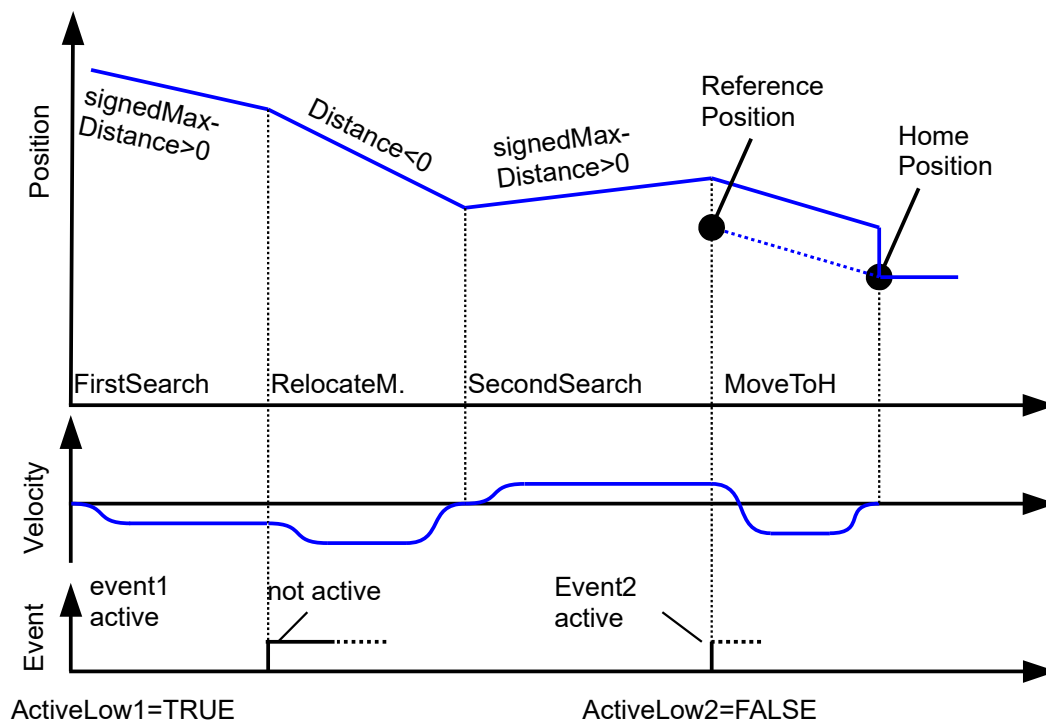 Position
signedMax-
Distance>0
Distance<0
signedMax-
Distance>0
Reference
Position
Home
Position
FirstSearch
RelocateM.
SecondSearch
MoveToH
Velocity
Event
event1
active
not active
Event2
active
ActiveLow1=TRUE
ActiveLow2=FALSE